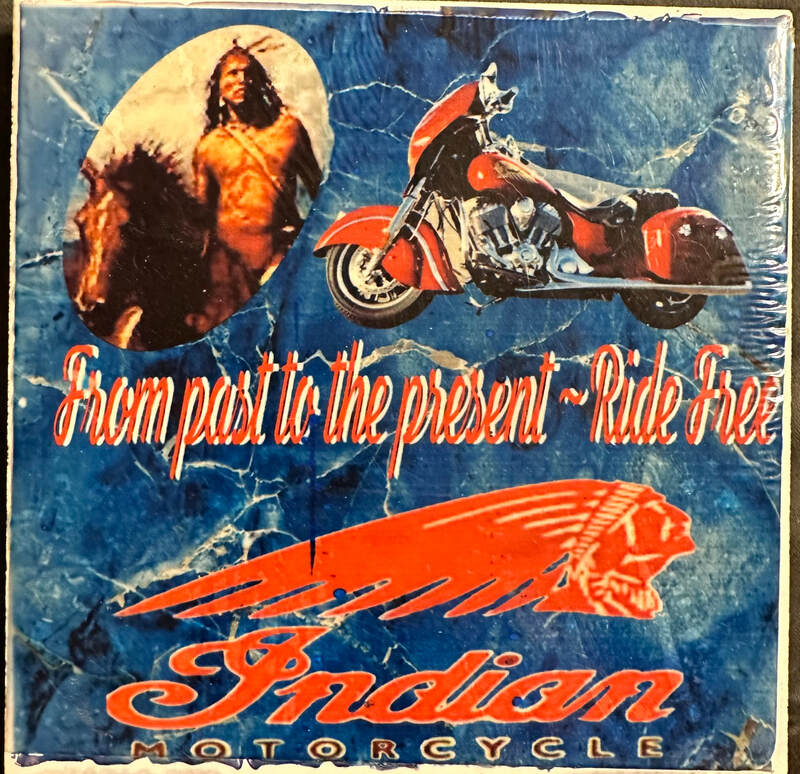 From past to the present ~ Ride Free
Indian
MOTORCYCLE